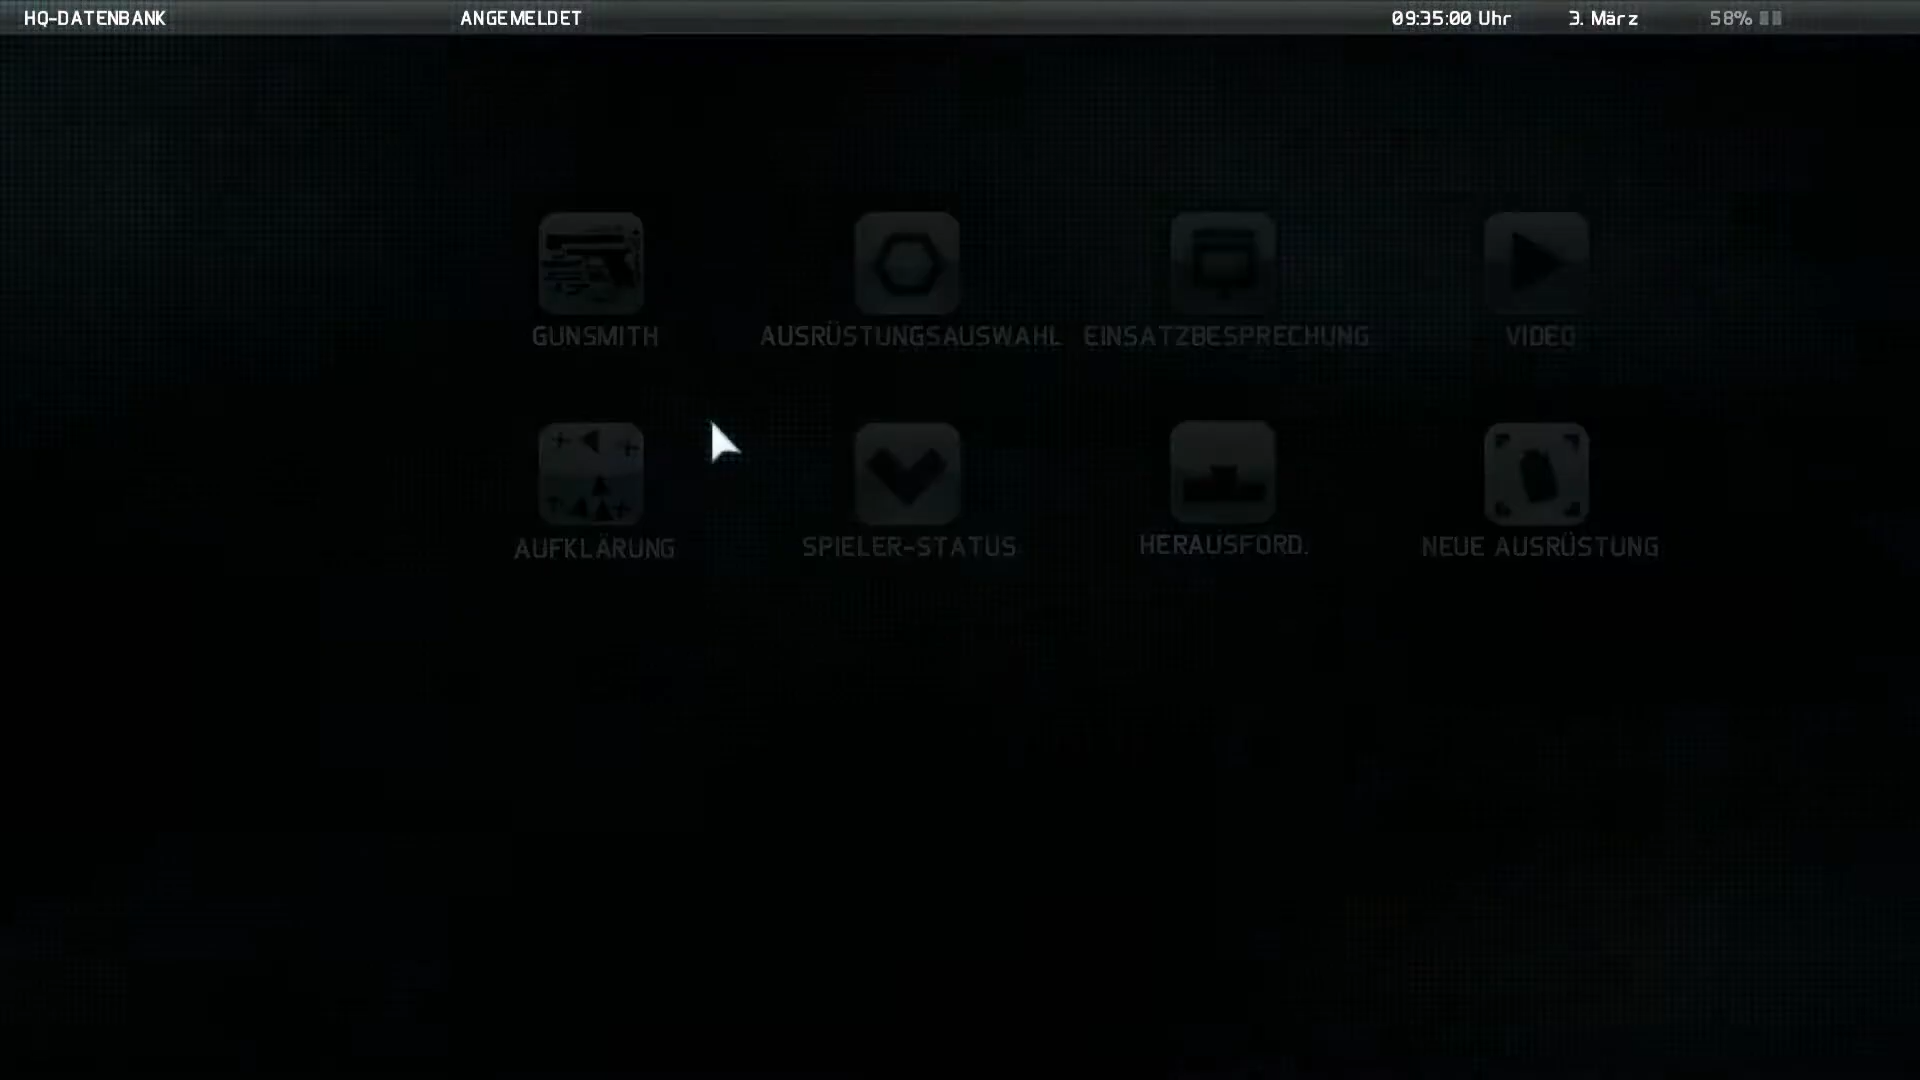 HQ-DATENBANK ANGEMELDET 09:35:00 Uhr 3. März 58%
GUNSMITH AUSRÜSTUNGSAUSWAHL EINSATZBESPRECHUNG VIDEO
AUFKLÄRUNG SPIELER-STATUS HERAUSFORD. NEUE AUSRÜSTUNG